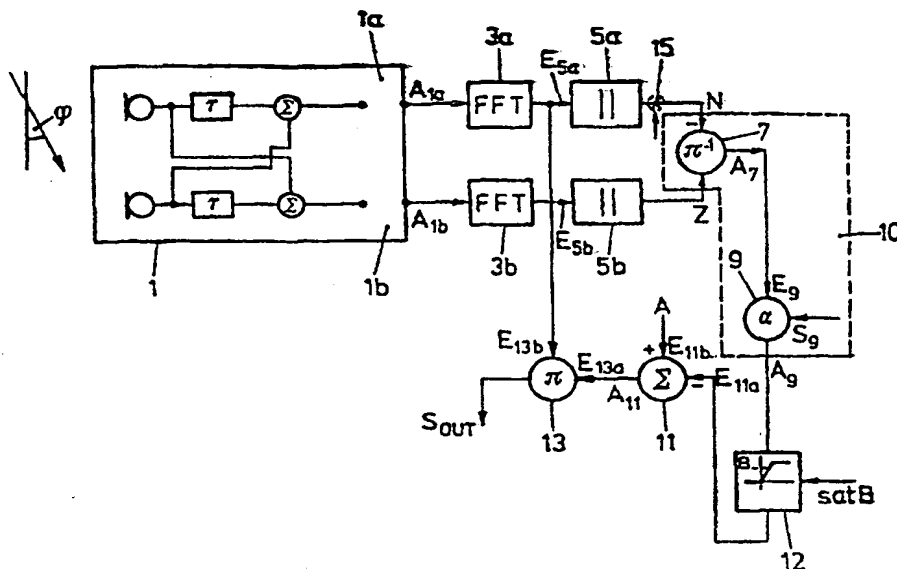 1a
3a
5a
15
φ
τ
Σ
A1a
FFT
E5a
||
N
-
π-1
7
A7
τ
Σ
A1b
FFT
E5b
||
Z
1
1b
3b
5b
10
9
E9
α
S9
A
E13b
+
E11b
E13a
E11a
A9
π
A11
Σ
-
SOUT
13
11
B
satB
12